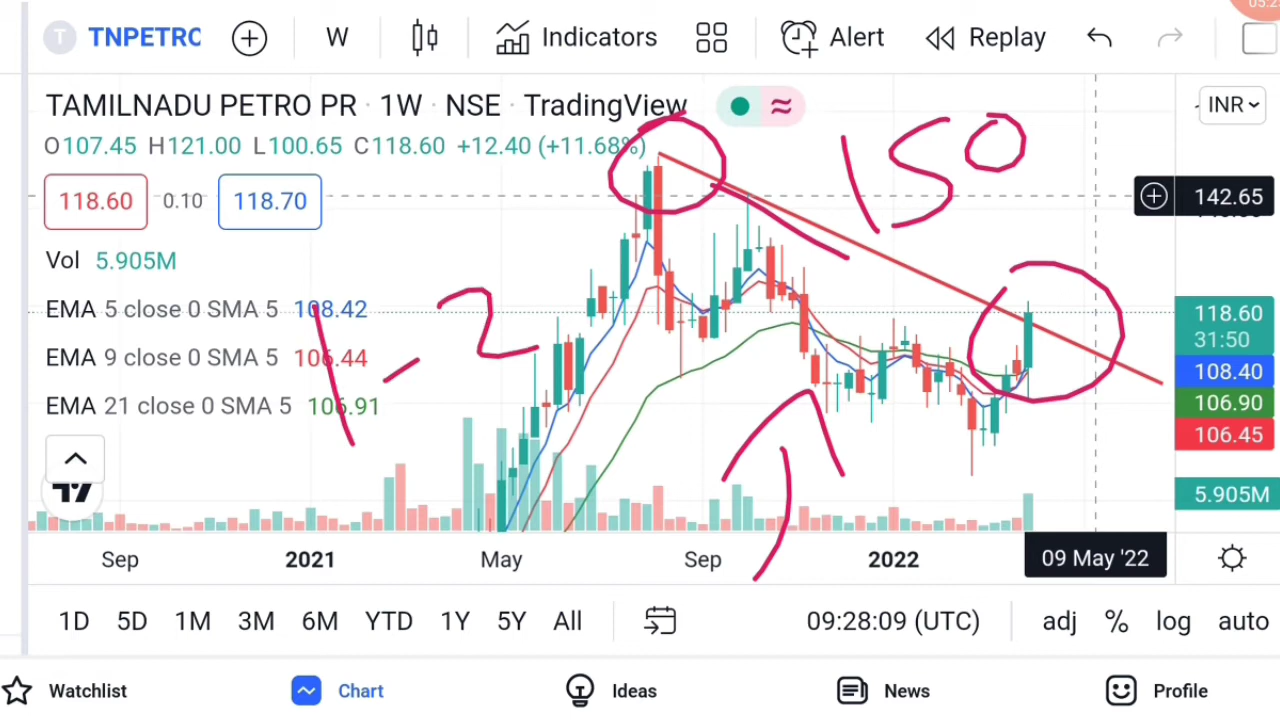 05:2
T TNPETRC W Indicators Alert Replay
TAMILNADU PETRO PR · 1W · NSE · TradingView
INR
O107.45 H121.00 L100.65 C118.60 +12.40 (+11.68%)
150
118.60 0.10 118.70
142.65
Vol 5.905M
EMA 5 close 0 SMA 5 108.42
1-2
118.60
31:50
EMA 9 close 0 SMA 5 106.44
108.40
EMA 21 close 0 SMA 5 106.91
106.90
106.45
5.905M
Sep 2021 May Sep 2022 09 May '22
1D 5D 1M 3M 6M YTD 1Y 5Y All 09:28:09 (UTC) adj % log auto
Watchlist Chart Ideas News Profile